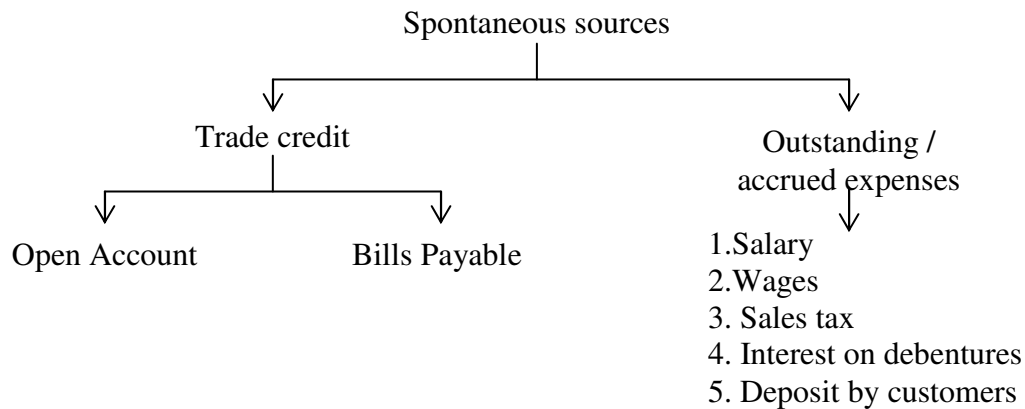 Spontaneous sources
Trade credit
Outstanding /
accrued expenses
Open Account
Bills Payable
1.Salary
2.Wages
3. Sales tax
4. Interest on debentures
5. Deposit by customers